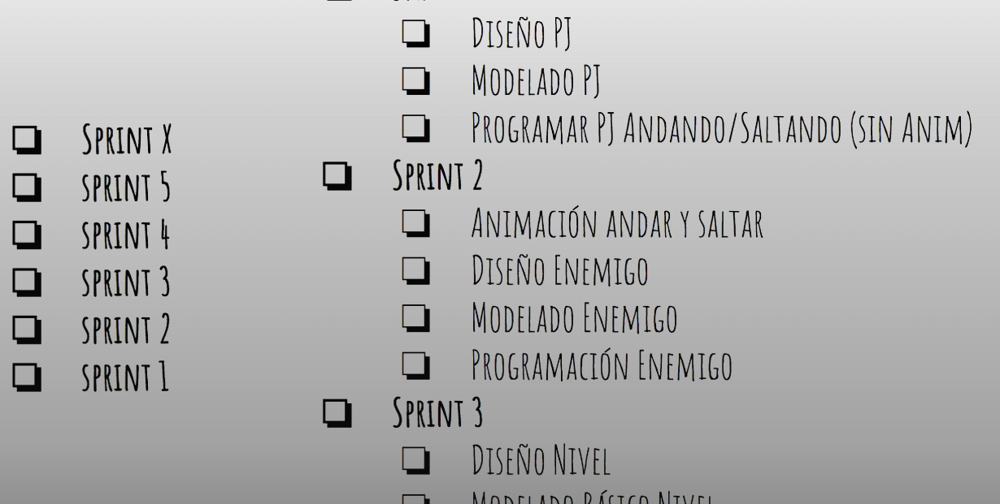 Sprint X
sprint 5
sprint 4
sprint 3
sprint 2
sprint 1
Diseño PJ
Modelado PJ
Programar PJ Andando/Saltando (sin Anim)
Sprint 2
Animación andar y saltar
Diseño Enemigo
Modelado Enemigo
Programación Enemigo
Sprint 3
Diseño Nivel
Modelado Básico Nivel